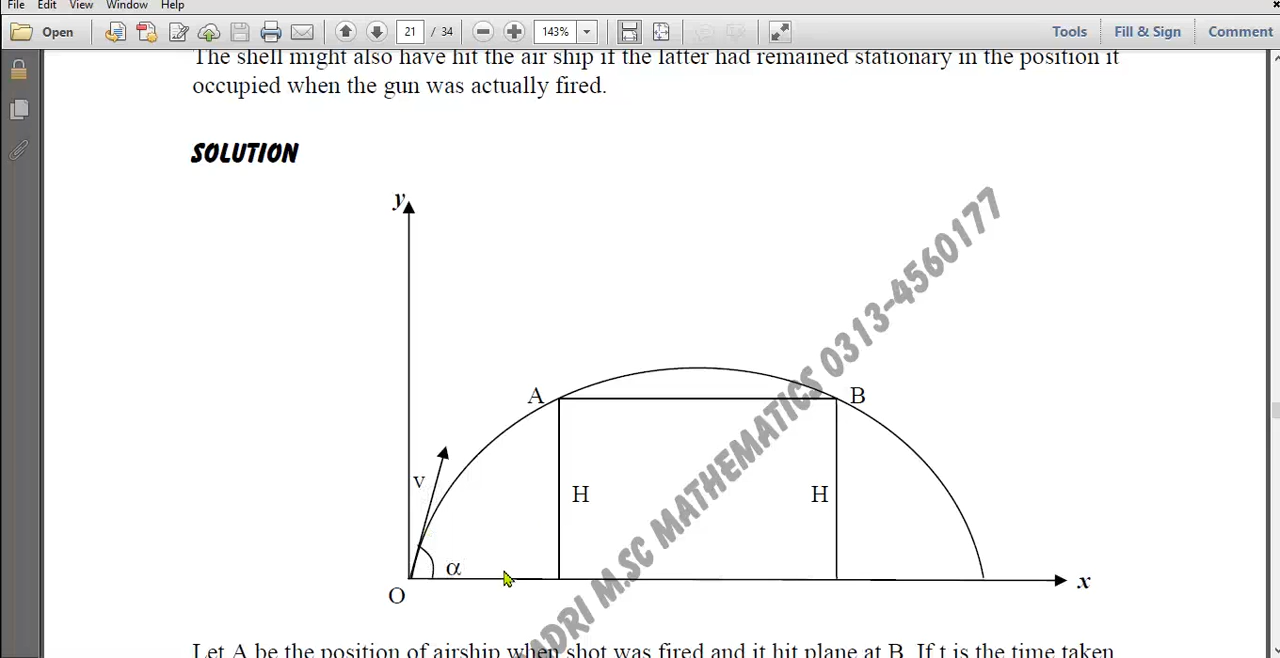 File Edit View Window Help
Open 21 / 34 143% Tools Fill & Sign Comment
The shell might also have hit the air ship if the latter had remained stationary in the position it
occupied when the gun was actually fired.
SOLUTION
y
A B
v H H
α
O x
ADRI M.SC MATHEMATICS 0313-4560177
Let A be the position of airship when shot was fired and it hit plane at B. If t is the time taken